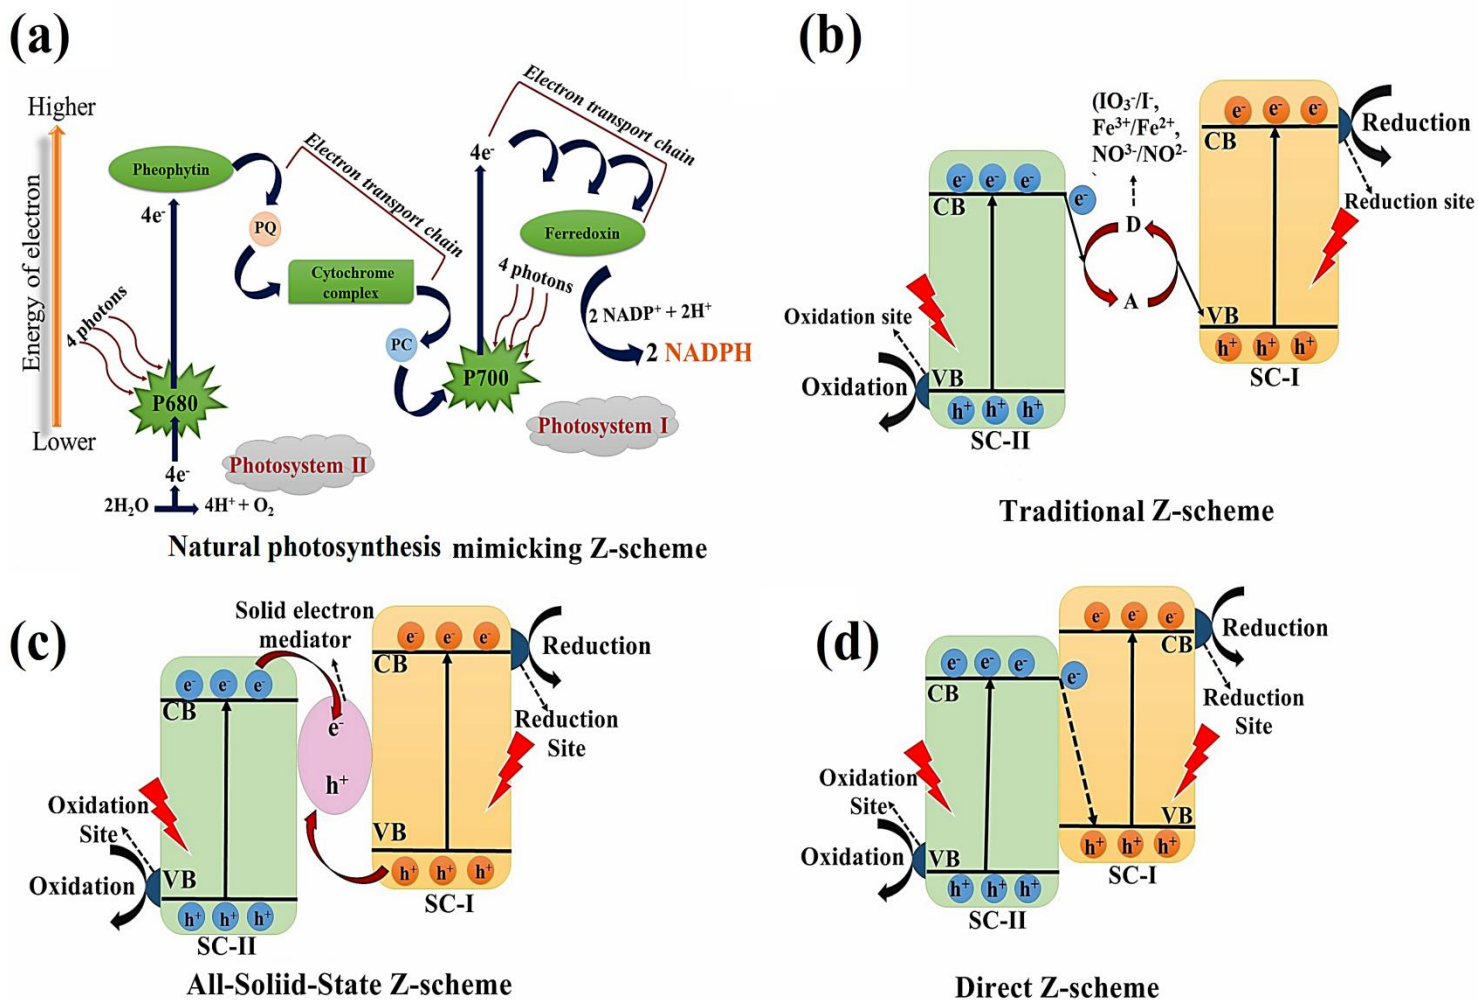 (a)
Higher
Energy of electron
Lower
Pheophytin
4e⁻
4 photons
P680
4e⁻
2H₂O
4H⁺ + O₂
Photosystem II
PQ
Electron transport chain
Cytochrome
complex
PC
P700
4e⁻
Electron transport chain
Ferredoxin
4 photons
2 NADP⁺ + 2H⁺
2 NADPH
Photosystem I
Natural photosynthesis mimicking Z-scheme
(b)
(IO₃⁻/I⁻,
Fe³⁺/Fe²⁺,
NO³⁻/NO²⁻
e⁻ e⁻ e⁻
CB
e⁻
D
A
Oxidation site
Oxidation
VB
h⁺ h⁺ h⁺
SC-II
e⁻ e⁻ e⁻
CB
Reduction
Reduction site
VB
h⁺ h⁺ h⁺
SC-I
Traditional Z-scheme
(c)
Solid electron
mediator
e⁻ e⁻ e⁻
CB
e⁻
h⁺
Oxidation
Site
Oxidation
VB
h⁺ h⁺ h⁺
SC-II
e⁻ e⁻ e⁻
CB
Reduction
Reduction
Site
VB
h⁺ h⁺ h⁺
SC-I
All-Soliid-State Z-scheme
(d)
e⁻ e⁻ e⁻
CB
e⁻
Oxidation
Site
Oxidation
VB
h⁺ h⁺ h⁺
SC-II
e⁻ e⁻ e⁻
CB
Reduction
Reduction
Site
VB
h⁺ h⁺ h⁺
SC-I
Direct Z-scheme